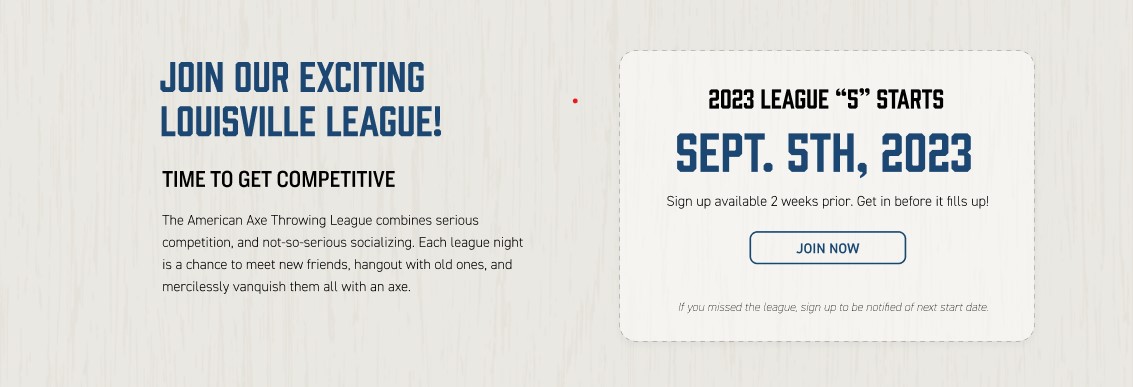 JOIN OUR EXCITING
LOUISVILLE LEAGUE!
TIME TO GET COMPETITIVE
The American Axe Throwing League combines serious
competition, and not-so-serious socializing. Each league night
is a chance to meet new friends, hangout with old ones, and
mercilessly vanquish them all with an axe.
2023 LEAGUE “5” STARTS
SEPT. 5TH, 2023
Sign up available 2 weeks prior. Get in before it fills up!
JOIN NOW
If you missed the league, sign up to be notified of next start date.